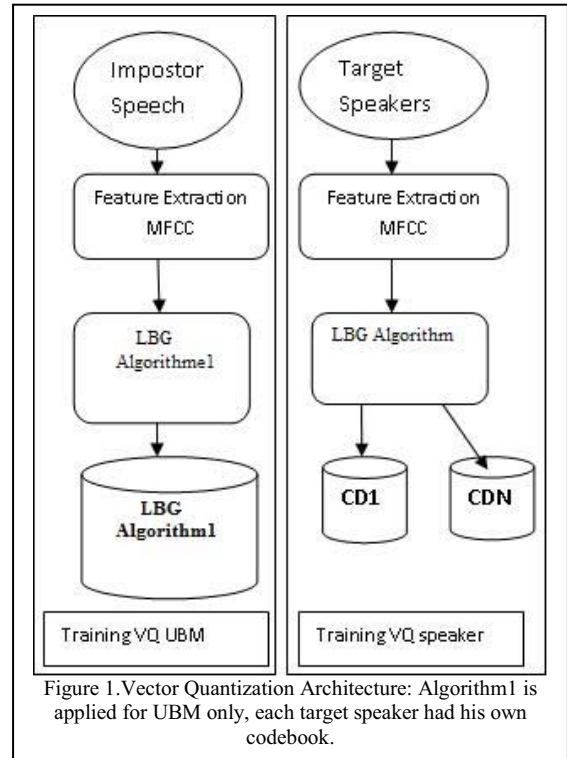 Impostor
Speech
Feature Extraction
MFCC
LBG
Algorithme1
LBG
Algorithm1
Training VQ UBM
Target
Speakers
Feature Extraction
MFCC
LBG Algorithm
CD1
CDN
Training VQ speaker
Figure 1.Vector Quantization Architecture: Algorithm1 is
applied for UBM only, each target speaker had his own
codebook.